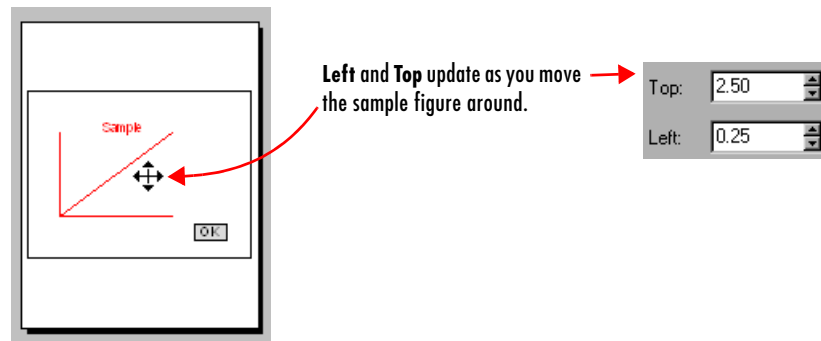 Sample
OK
Left and Top update as you move
the sample figure around.
Top: 2.50
Left: 0.25